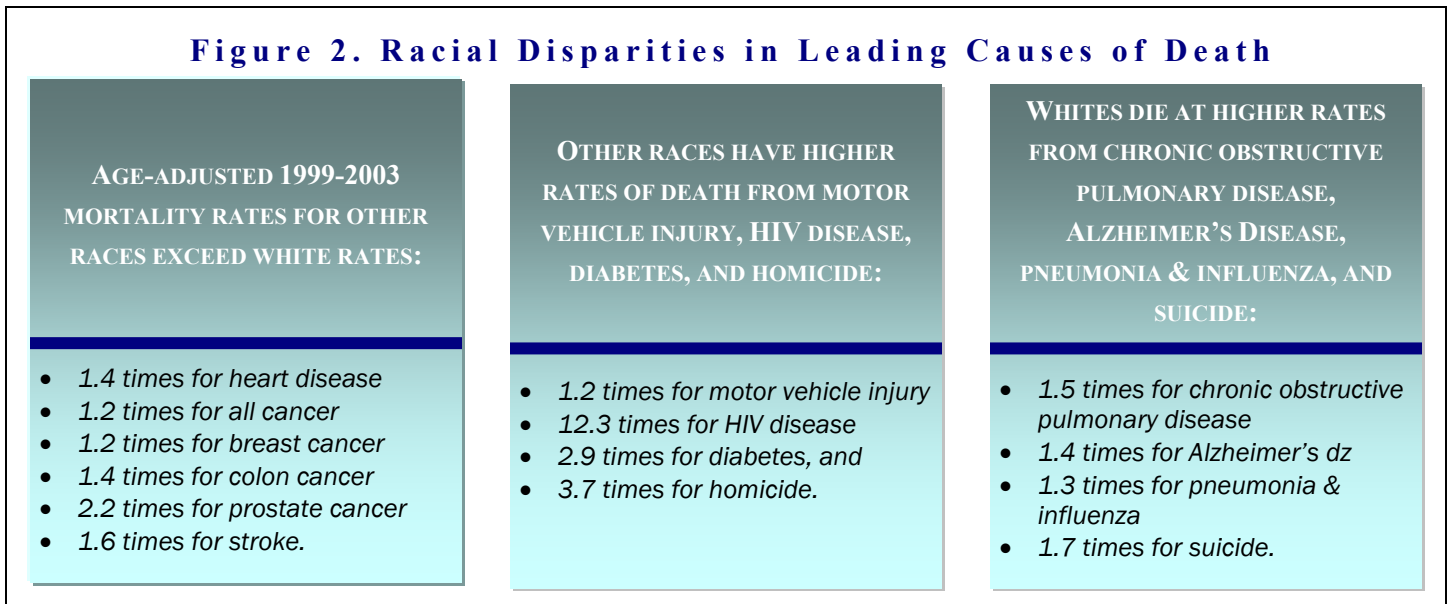 Figure 2. Racial Disparities in Leading Causes of Death
AGE-ADJUSTED 1999-2003
MORTALITY RATES FOR OTHER
RACES EXCEED WHITE RATES:
• 1.4 times for heart disease
• 1.2 times for all cancer
• 1.2 times for breast cancer
• 1.4 times for colon cancer
• 2.2 times for prostate cancer
• 1.6 times for stroke.
OTHER RACES HAVE HIGHER
RATES OF DEATH FROM MOTOR
VEHICLE INJURY, HIV DISEASE,
DIABETES, AND HOMICIDE:
• 1.2 times for motor vehicle injury
• 12.3 times for HIV disease
• 2.9 times for diabetes, and
• 3.7 times for homicide.
WHITES DIE AT HIGHER RATES
FROM CHRONIC OBSTRUCTIVE
PULMONARY DISEASE,
ALZHEIMER'S DISEASE,
PNEUMONIA & INFLUENZA, AND
SUICIDE:
• 1.5 times for chronic obstructive
pulmonary disease
• 1.4 times for Alzheimer's dz
• 1.3 times for pneumonia &
influenza
• 1.7 times for suicide.